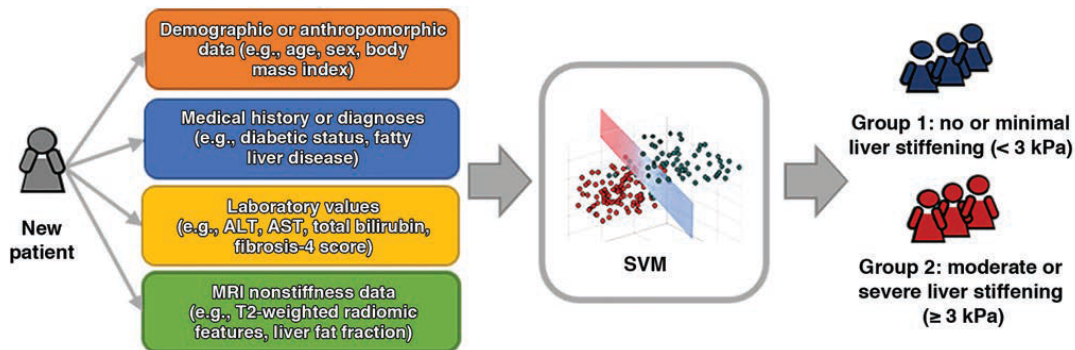 New
patient
Demographic or anthropomorphic
data (e.g., age, sex, body
mass index)
Medical history or diagnoses
(e.g., diabetic status, fatty
liver disease)
Laboratory values
(e.g., ALT, AST, total bilirubin,
fibrosis-4 score)
MRI nonstiffness data
(e.g., T2-weighted radiomic
features, liver fat fraction)
SVM
Group 1: no or minimal
liver stiffening (< 3 kPa)
Group 2: moderate or
severe liver stiffening
(≥ 3 kPa)